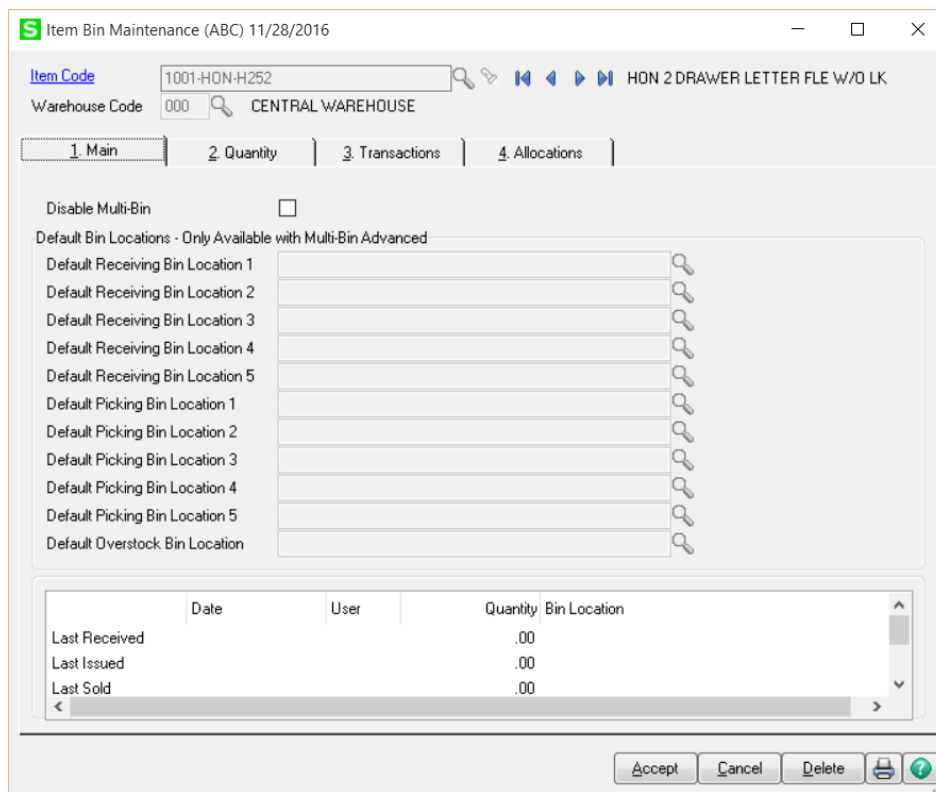 S Item Bin Maintenance (ABC) 11/28/2016
Item Code 1001-HON-H252 HON 2 DRAWER LETTER FLE W/O LK
Warehouse Code 000 CENTRAL WAREHOUSE
1. Main 2. Quantity 3. Transactions 4. Allocations
Disable Multi-Bin
Default Bin Locations - Only Available with Multi-Bin Advanced
Default Receiving Bin Location 1
Default Receiving Bin Location 2
Default Receiving Bin Location 3
Default Receiving Bin Location 4
Default Receiving Bin Location 5
Default Picking Bin Location 1
Default Picking Bin Location 2
Default Picking Bin Location 3
Default Picking Bin Location 4
Default Picking Bin Location 5
Default Overstock Bin Location
Date User Quantity Bin Location
Last Received .00
Last Issued .00
Last Sold .00
Accept Cancel Delete ?